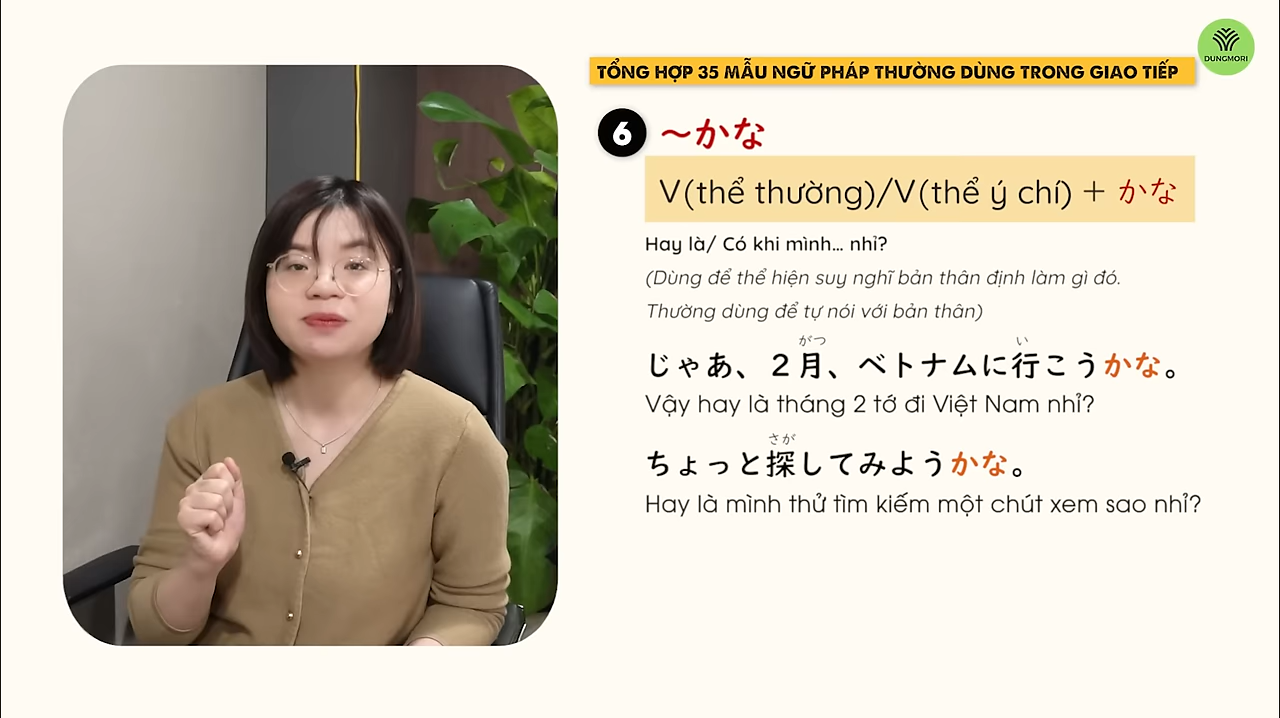 DUNGMORI
TỔNG HỢP 35 MẪU NGỮ PHÁP THƯỜNG DÙNG TRONG GIAO TIẾP
6 ～かな
V(thể thường)/V(thể ý chí) + かな
Hay là/ Có khi mình... nhỉ?
(Dùng để thể hiện suy nghĩ bản thân định làm gì đó.
Thường dùng để tự nói với bản thân)
がつ い
じゃあ、２月、ベトナムに行こうかな。
Vậy hay là tháng 2 tớ đi Việt Nam nhỉ?
さが
ちょっと探してみようかな。
Hay là mình thử tìm kiếm một chút xem sao nhỉ?